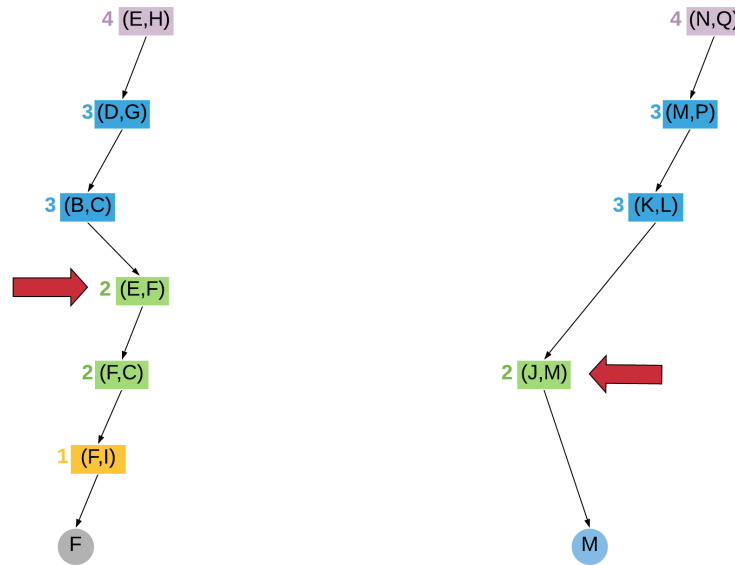 4 (E,H)
4 (N,Q)
3 (D,G)
3 (M,P)
3 (B,C)
3 (K,L)
2 (E,F)
2 (F,C)
2 (J,M)
1 (F,I)
F
M